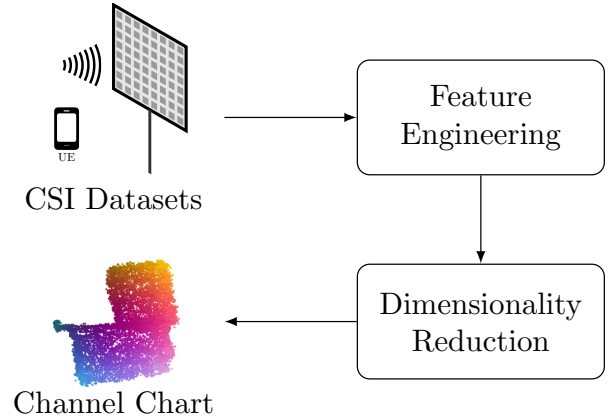 Feature
Engineering
UE
CSI Datasets
Dimensionality
Reduction
Channel Chart